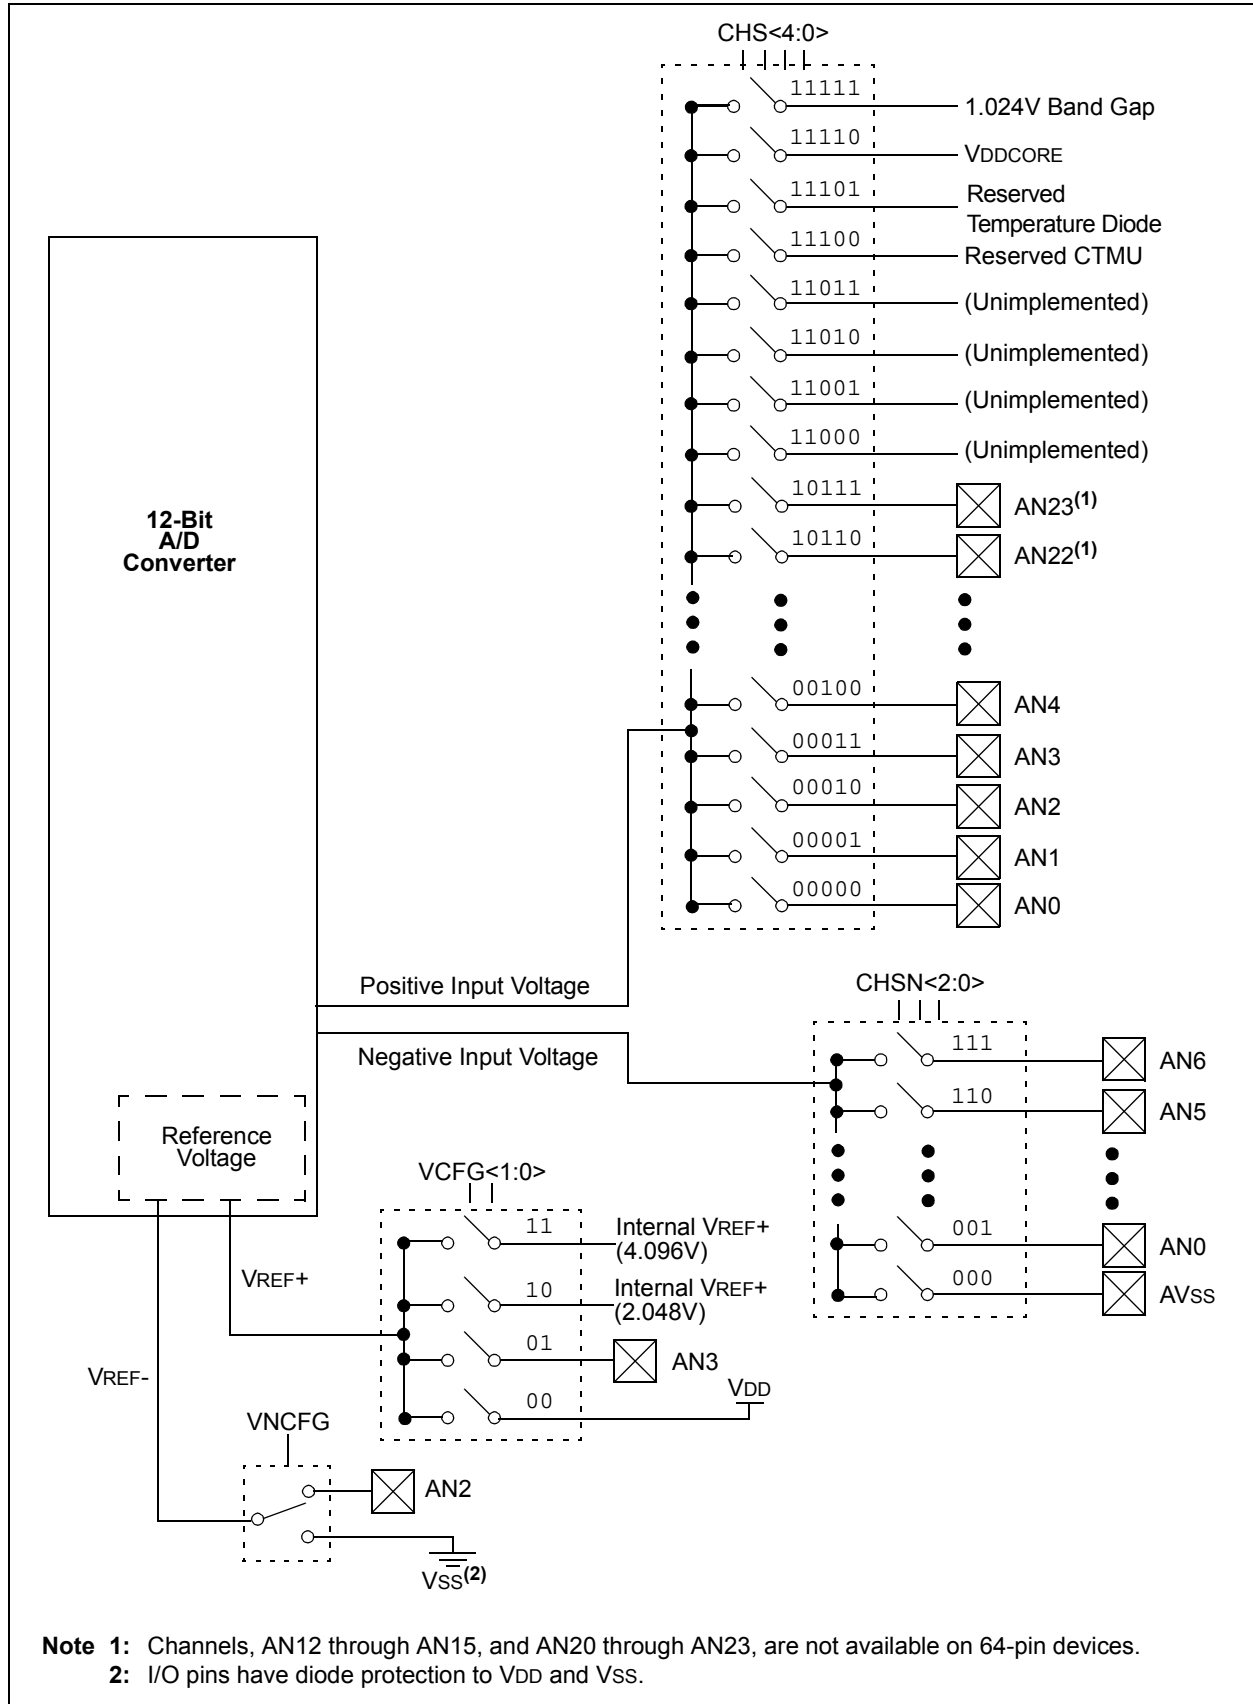 CHS<4:0>
11111
1.024V Band Gap
11110
VDDCORE
11101
Reserved
Temperature Diode
11100
Reserved CTMU
11011
(Unimplemented)
11010
(Unimplemented)
11001
(Unimplemented)
11000
(Unimplemented)
10111
AN23(1)
10110
AN22(1)
12-Bit
A/D
Converter
00100
AN4
00011
AN3
00010
AN2
00001
AN1
00000
AN0
Positive Input Voltage
Negative Input Voltage
CHSN<2:0>
111
AN6
110
AN5
001
AN0
000
AVSS
Reference
Voltage
VCFG<1:0>
11
Internal VREF+
(4.096V)
10
Internal VREF+
(2.048V)
01
AN3
00
VDD
VREF+
VREF-
VNCFG
AN2
VSS(2)
Note 1: Channels, AN12 through AN15, and AN20 through AN23, are not available on 64-pin devices.
2: I/O pins have diode protection to VDD and VSS.